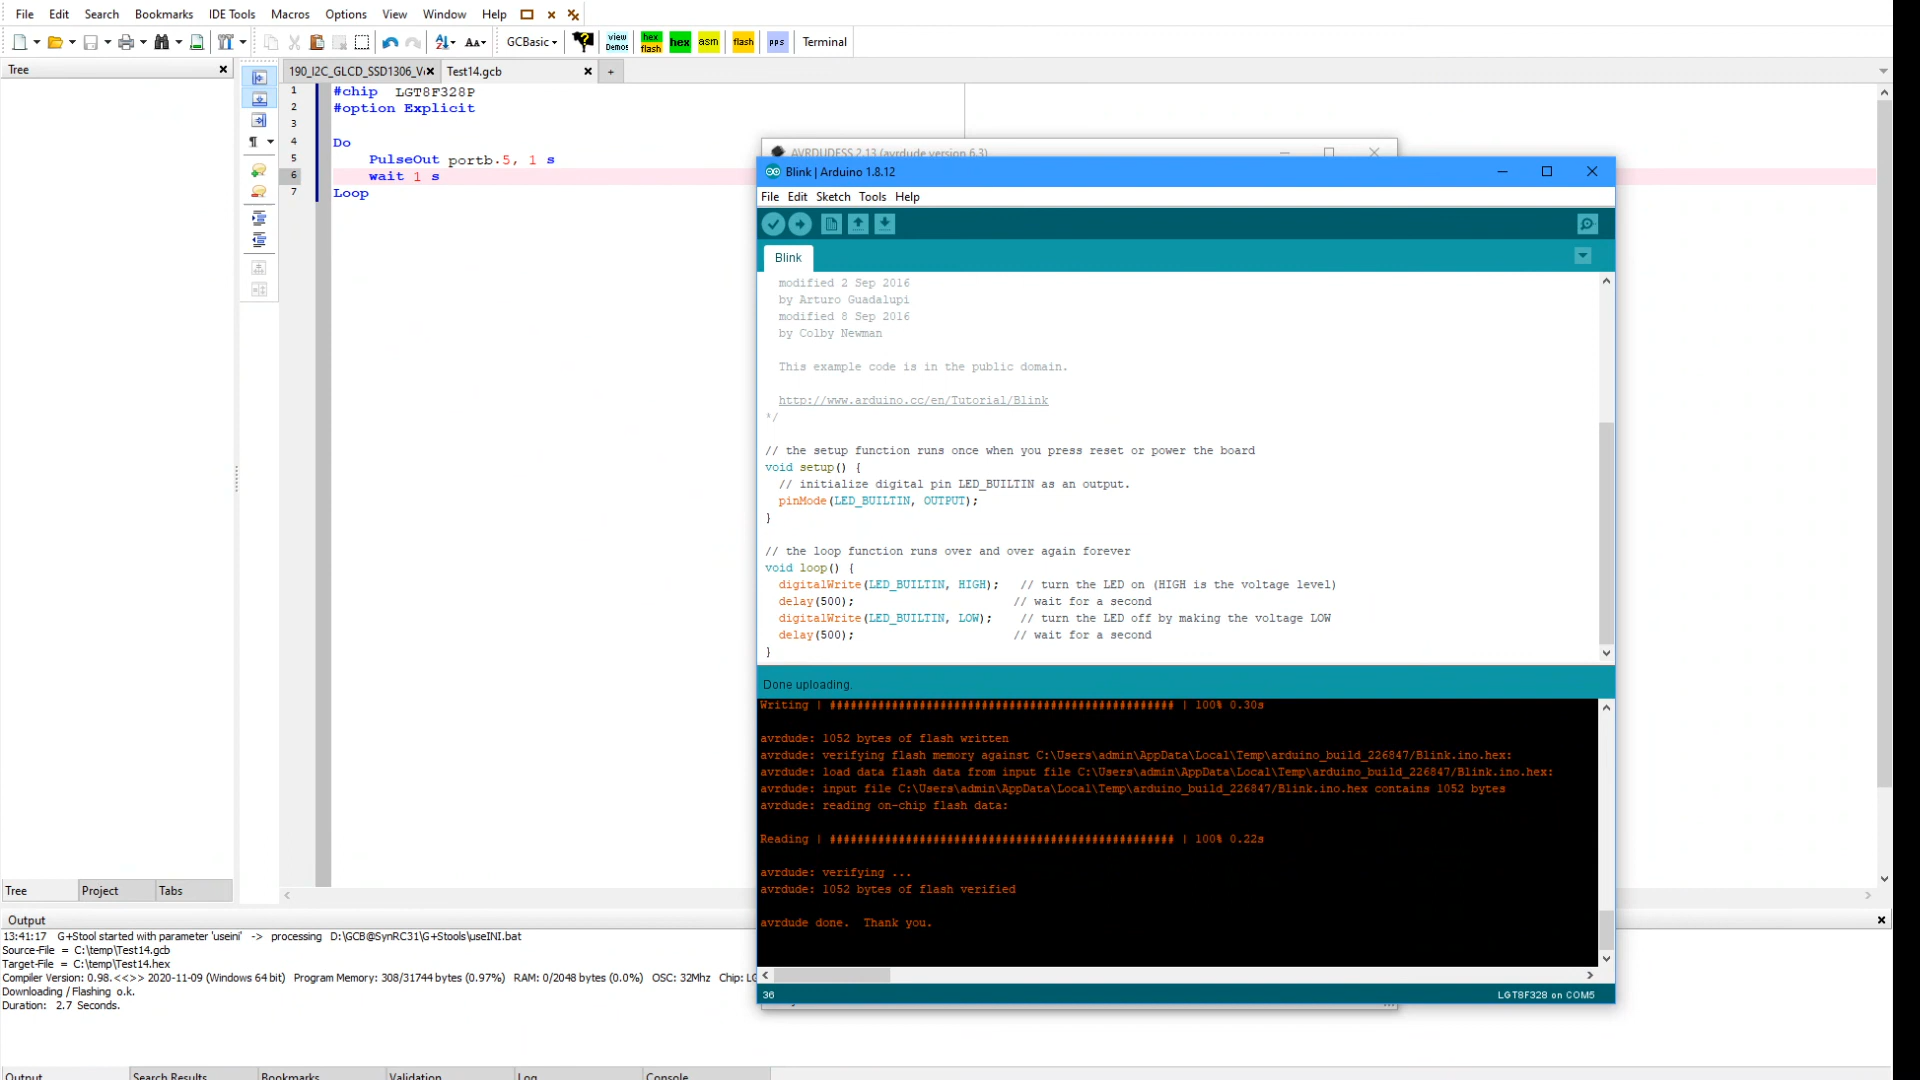 File Edit Search Bookmarks IDE Tools Macros Options View Window Help
GCBasic view Demos hex flash hex asm flash pps Terminal
Tree
190_I2C_GLCD_SSD1306_V Test14.gcb +
1 #chip LGT8F328P
2 #option Explicit
3
4 Do
5 PulseOut portb.5, 1 s
6 wait 1 s
7 Loop
AVRDUDESS 2.13 (avrdude version 6.3)
Blink | Arduino 1.8.12
File Edit Sketch Tools Help
Blink
modified 2 Sep 2016
by Arturo Guadalupi
modified 8 Sep 2016
by Colby Newman
This example code is in the public domain.
http://www.arduino.cc/en/Tutorial/Blink
*/
// the setup function runs once when you press reset or power the board
void setup() {
// initialize digital pin LED_BUILTIN as an output.
pinMode(LED_BUILTIN, OUTPUT);
}
// the loop function runs over and over again forever
void loop() {
digitalWrite(LED_BUILTIN, HIGH); // turn the LED on (HIGH is the voltage level)
delay(500); // wait for a second
digitalWrite(LED_BUILTIN, LOW); // turn the LED off by making the voltage LOW
delay(500); // wait for a second
}
Done uploading.
Writing | ################################################## | 100% 0.30s
avrdude: 1052 bytes of flash written
avrdude: verifying flash memory against C:\Users\admin\AppData\Local\Temp\arduino_build_226847/Blink.ino.hex:
avrdude: load data flash data from input file C:\Users\admin\AppData\Local\Temp\arduino_build_226847/Blink.ino.hex:
avrdude: input file C:\Users\admin\AppData\Local\Temp\arduino_build_226847/Blink.ino.hex contains 1052 bytes
avrdude: reading on-chip flash data:
Reading | ################################################## | 100% 0.22s
avrdude: verifying ...
avrdude: 1052 bytes of flash verified
avrdude done. Thank you.
36 LGT8F328 on COM5
Tree Project Tabs
Output
13:41:17 G+Stool started with parameter 'useini' -> processing D:\GCB@SynRC31\G+Stools\useINI.bat
Source-File = C:\temp\Test14.gcb
Target-File = C:\temp\Test14.hex
Compiler Version: 0.98.<<>> 2020-11-09 (Windows 64 bit) Program Memory: 308/31744 bytes (0.97%) RAM: 0/2048 bytes (0.0%) OSC: 32Mhz Chip: LG
Downloading / Flashing o.k.
Duration: 2.7 Seconds.
Output Search Results Bookmarks Validation Log Console